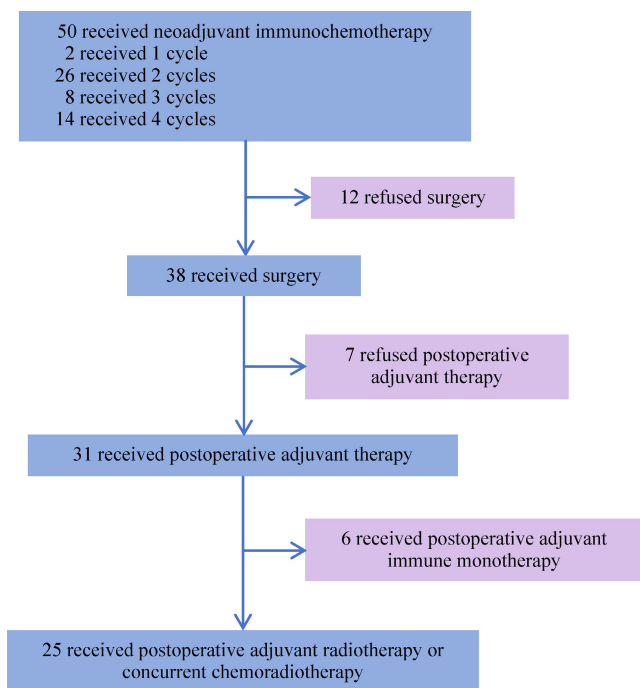 50 received neoadjuvant immunochemotherapy
2 received 1 cycle
26 received 2 cycles
8 received 3 cycles
14 received 4 cycles
12 refused surgery
38 received surgery
7 refused postoperative
adjuvant therapy
31 received postoperative adjuvant therapy
6 received postoperative adjuvant
immune monotherapy
25 received postoperative adjuvant radiotherapy or
concurrent chemoradiotherapy